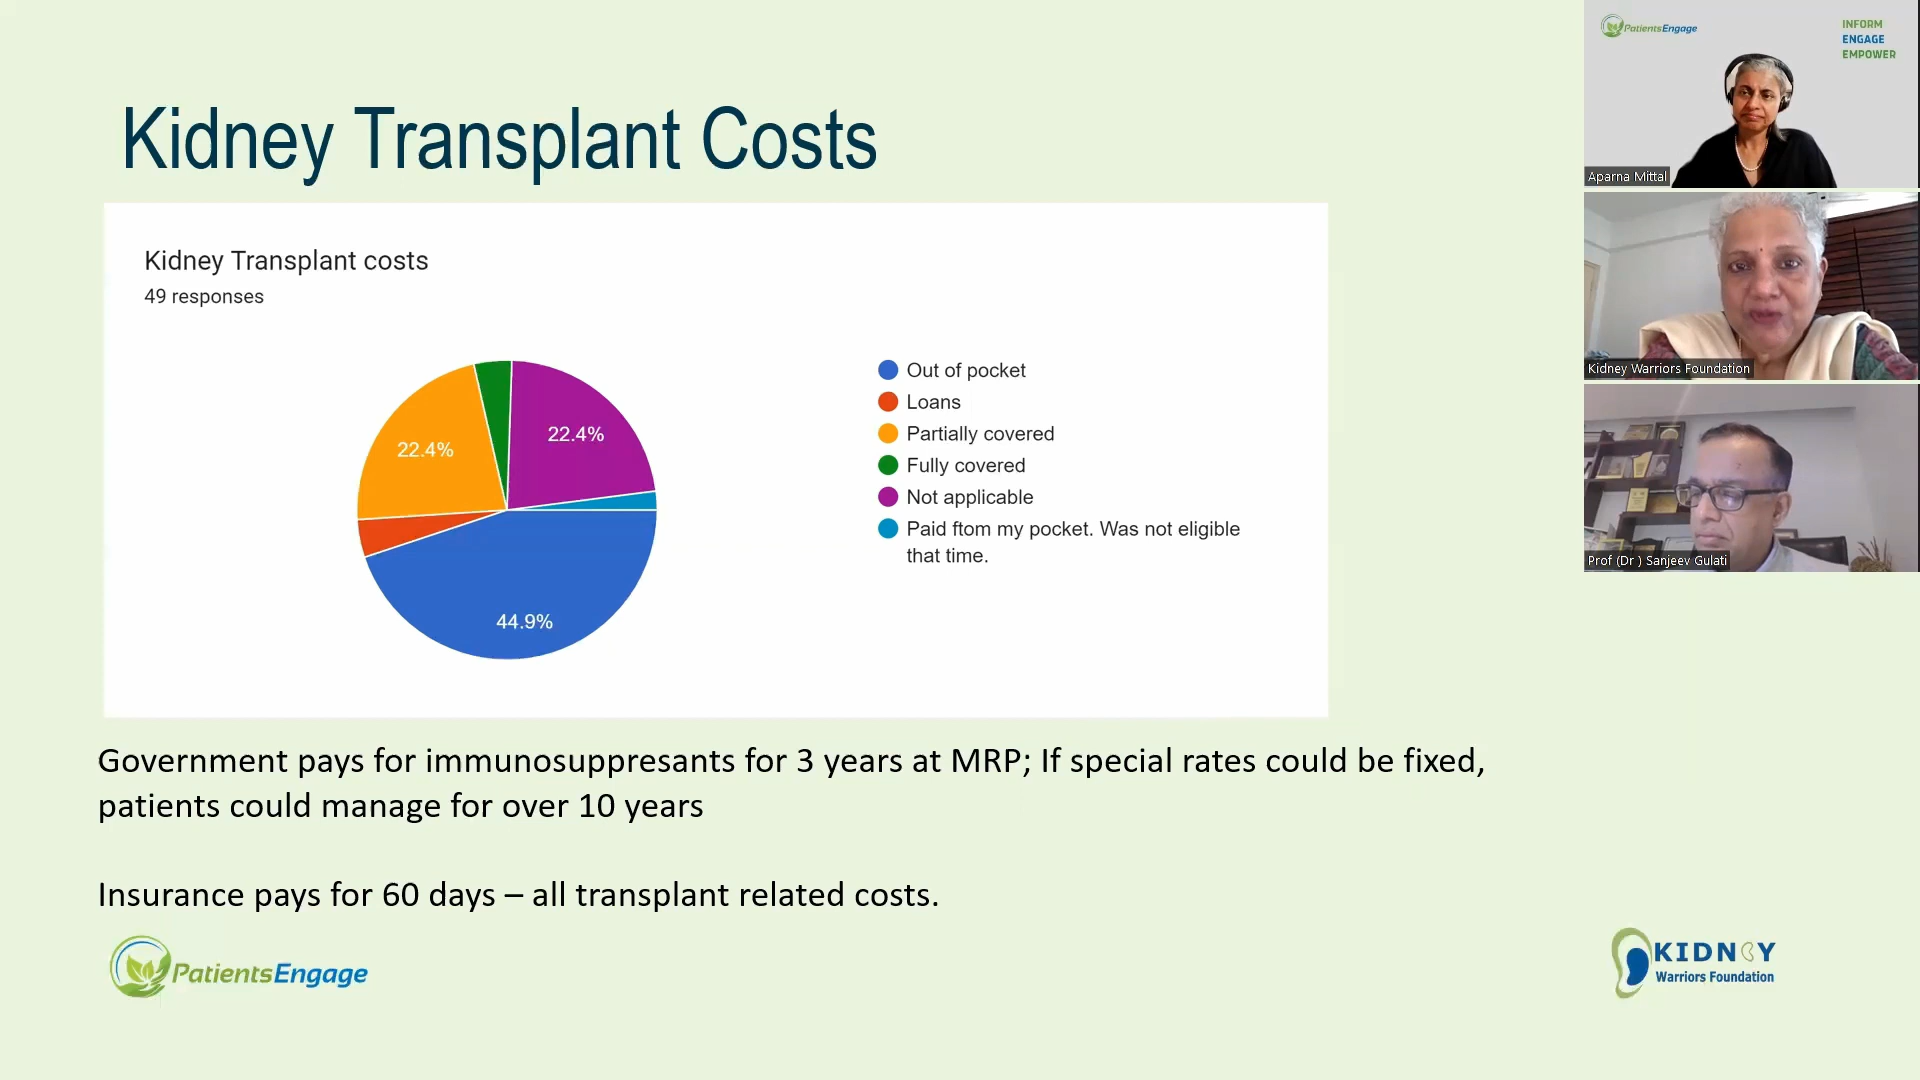 Kidney Transplant Costs
Kidney Transplant costs
49 responses
22.4%
22.4%
44.9%
Out of pocket
Loans
Partially covered
Fully covered
Not applicable
Paid ftom my pocket. Was not eligible
that time.
Government pays for immunosuppresants for 3 years at MRP; If special rates could be fixed,
patients could manage for over 10 years
Insurance pays for 60 days – all transplant related costs.
PatientsEngage
KIDNEY
Warriors Foundation
PatientsEngage
INFORM
ENGAGE
EMPOWER
Aparna Mittal
Kidney Warriors Foundation
Prof (Dr ) Sanjeev Gulati